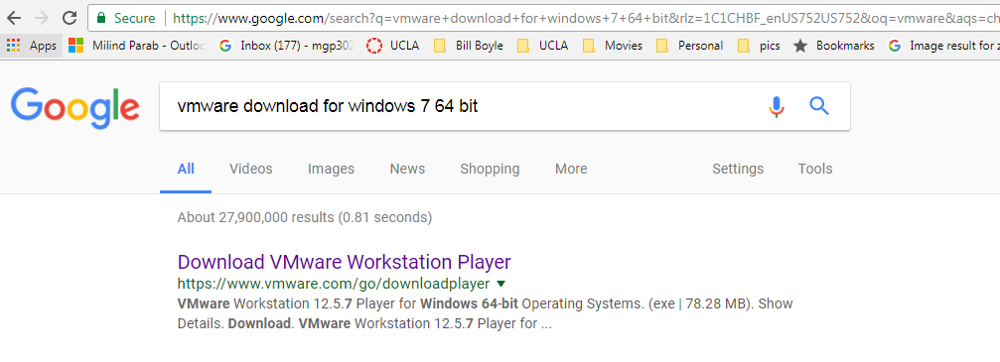 Secure https://www.google.com/search?q=vmware+download+for+windows+7+64+bit&rlz=1C1CHBF_enUS752US752&oq=vmware&aqs=ch
Apps Milind Parab - Outloo Inbox (177) - mgp302 UCLA Bill Boyle UCLA Movies Personal pics Bookmarks Image result for z
Google vmware download for windows 7 64 bit
All Videos Images News Shopping More Settings Tools
About 27,900,000 results (0.81 seconds)
Download VMware Workstation Player
https://www.vmware.com/go/downloadplayer
VMware Workstation 12.5.7 Player for Windows 64-bit Operating Systems. (exe | 78.28 MB). Show
Details. Download. VMware Workstation 12.5.7 Player for ...